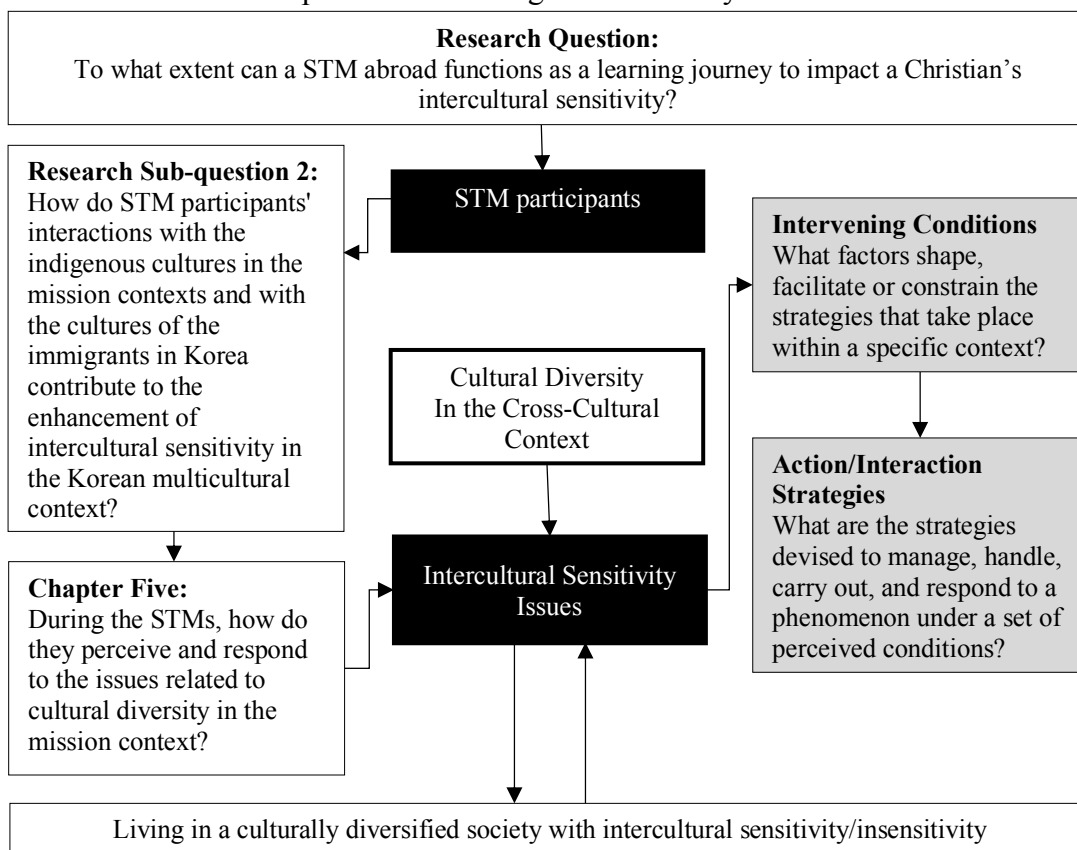 Research Question:
To what extent can a STM abroad functions as a learning journey to impact a Christian's
intercultural sensitivity?
STM participants
Research Sub-question 2:
How do STM participants'
interactions with the
indigenous cultures in the
mission contexts and with
the cultures of the
immigrants in Korea
contribute to the
enhancement of
intercultural sensitivity in
the Korean multicultural
context?
Intervening Conditions
What factors shape,
facilitate or constrain the
strategies that take place
within a specific context?
Cultural Diversity
In the Cross-Cultural
Context
Action/Interaction
Strategies
What are the strategies
devised to manage, handle,
carry out, and respond to a
phenomenon under a set of
perceived conditions?
Chapter Five:
During the STMs, how do
they perceive and respond
to the issues related to
cultural diversity in the
mission context?
Intercultural Sensitivity
Issues
Living in a culturally diversified society with intercultural sensitivity/insensitivity